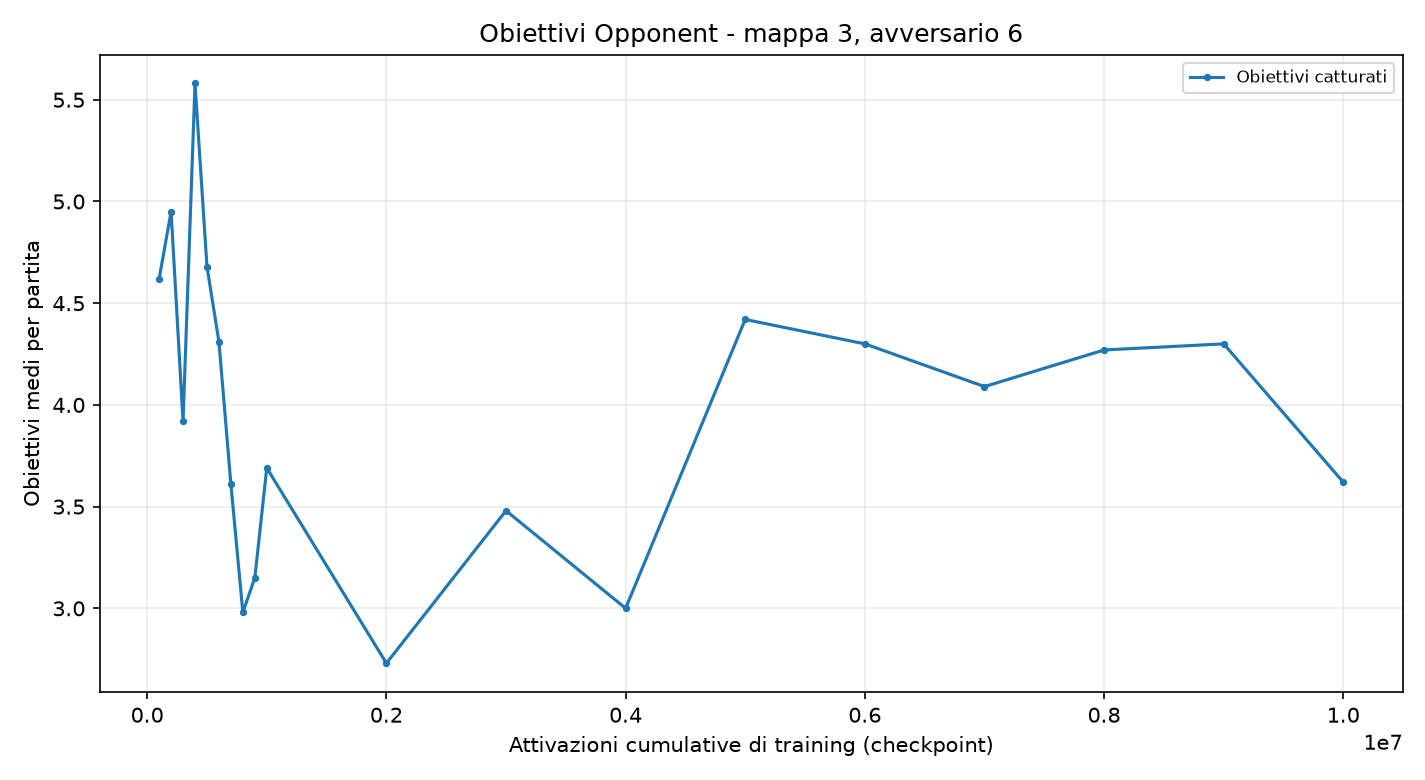 Obiettivi Opponent - mappa 3, avversario 6
Obiettivi catturati
Obiettivi medi per partita
5.5
5.0
4.5
4.0
3.5
3.0
0.0 0.2 0.4 0.6 0.8 1.0
1e7
Attivazioni cumulative di training (checkpoint)